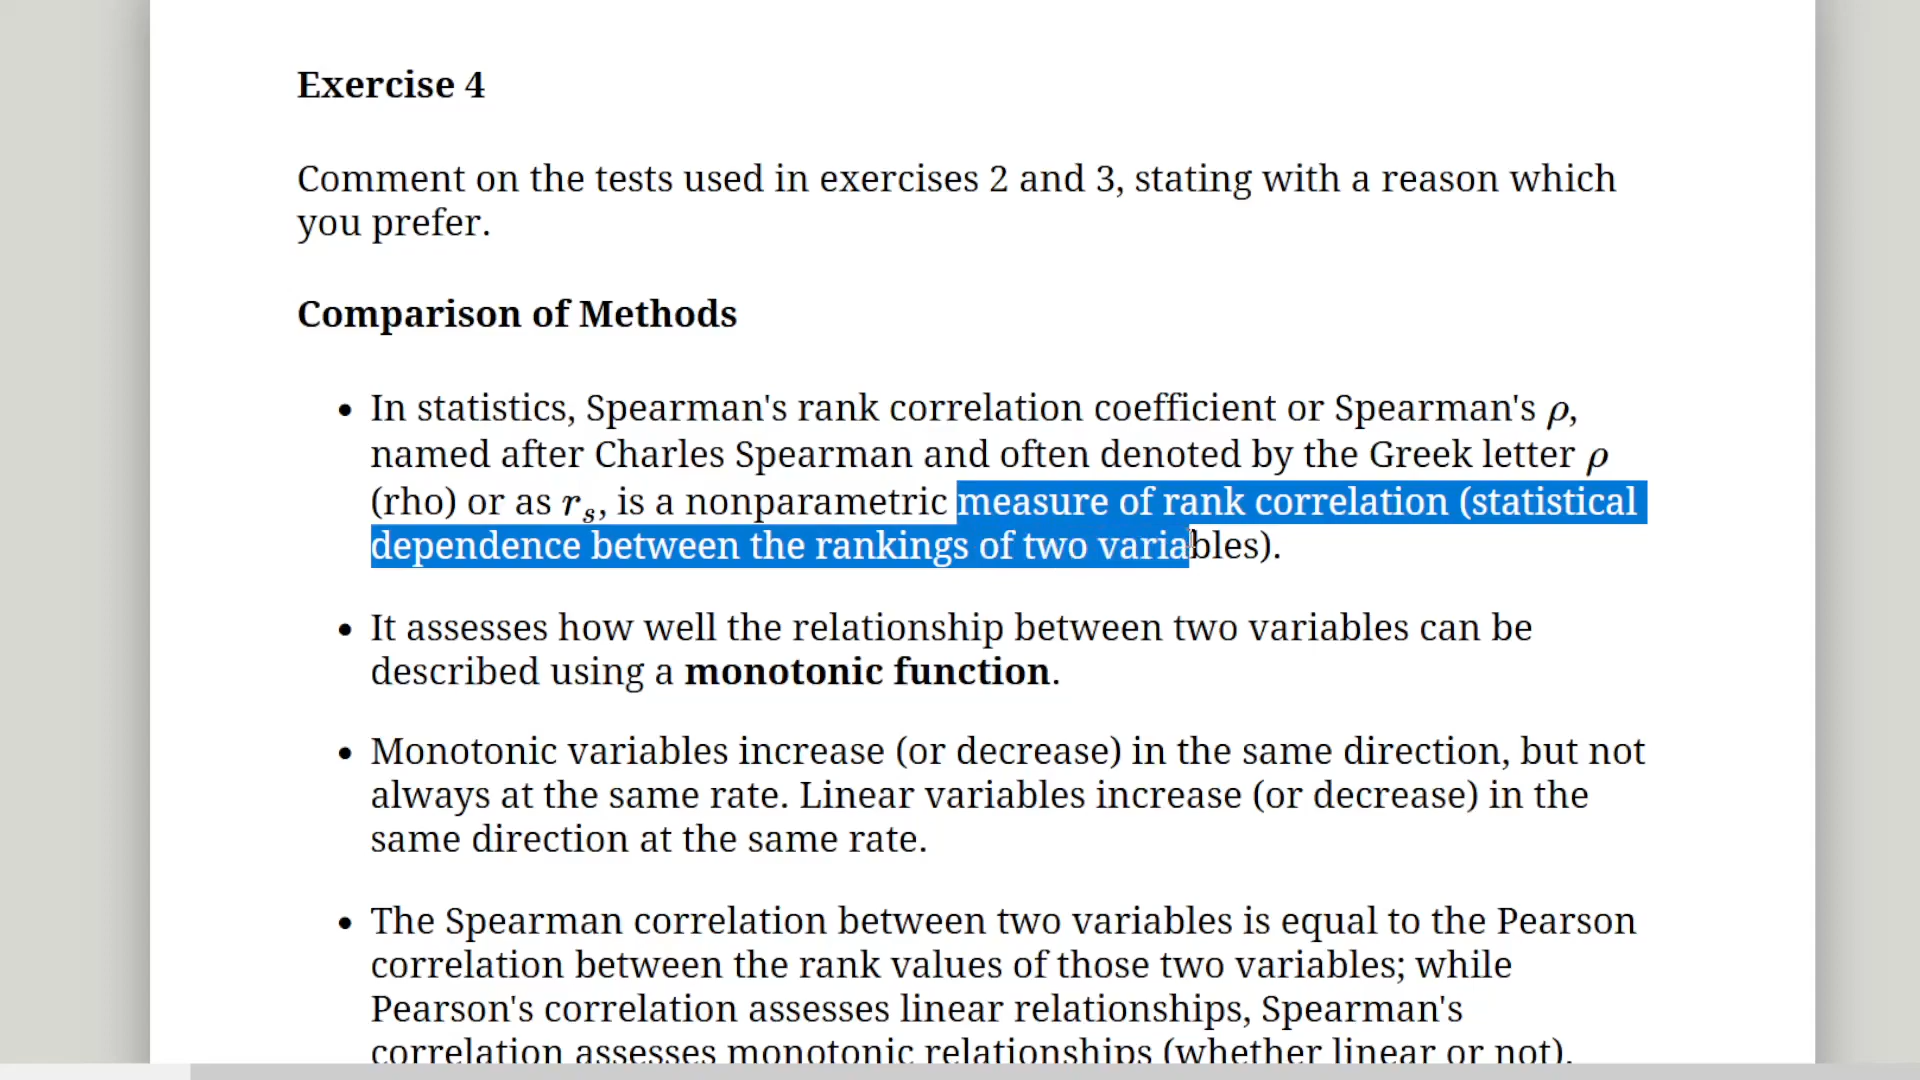 Exercise 4
Comment on the tests used in exercises 2 and 3, stating with a reason which
you prefer.
Comparison of Methods
• In statistics, Spearman's rank correlation coefficient or Spearman's ρ,
named after Charles Spearman and often denoted by the Greek letter ρ
(rho) or as rₛ, is a nonparametric measure of rank correlation (statistical
dependence between the rankings of two variables).
• It assesses how well the relationship between two variables can be
described using a monotonic function.
• Monotonic variables increase (or decrease) in the same direction, but not
always at the same rate. Linear variables increase (or decrease) in the
same direction at the same rate.
• The Spearman correlation between two variables is equal to the Pearson
correlation between the rank values of those two variables; while
Pearson's correlation assesses linear relationships, Spearman's
correlation assesses monotonic relationships (whether linear or not).